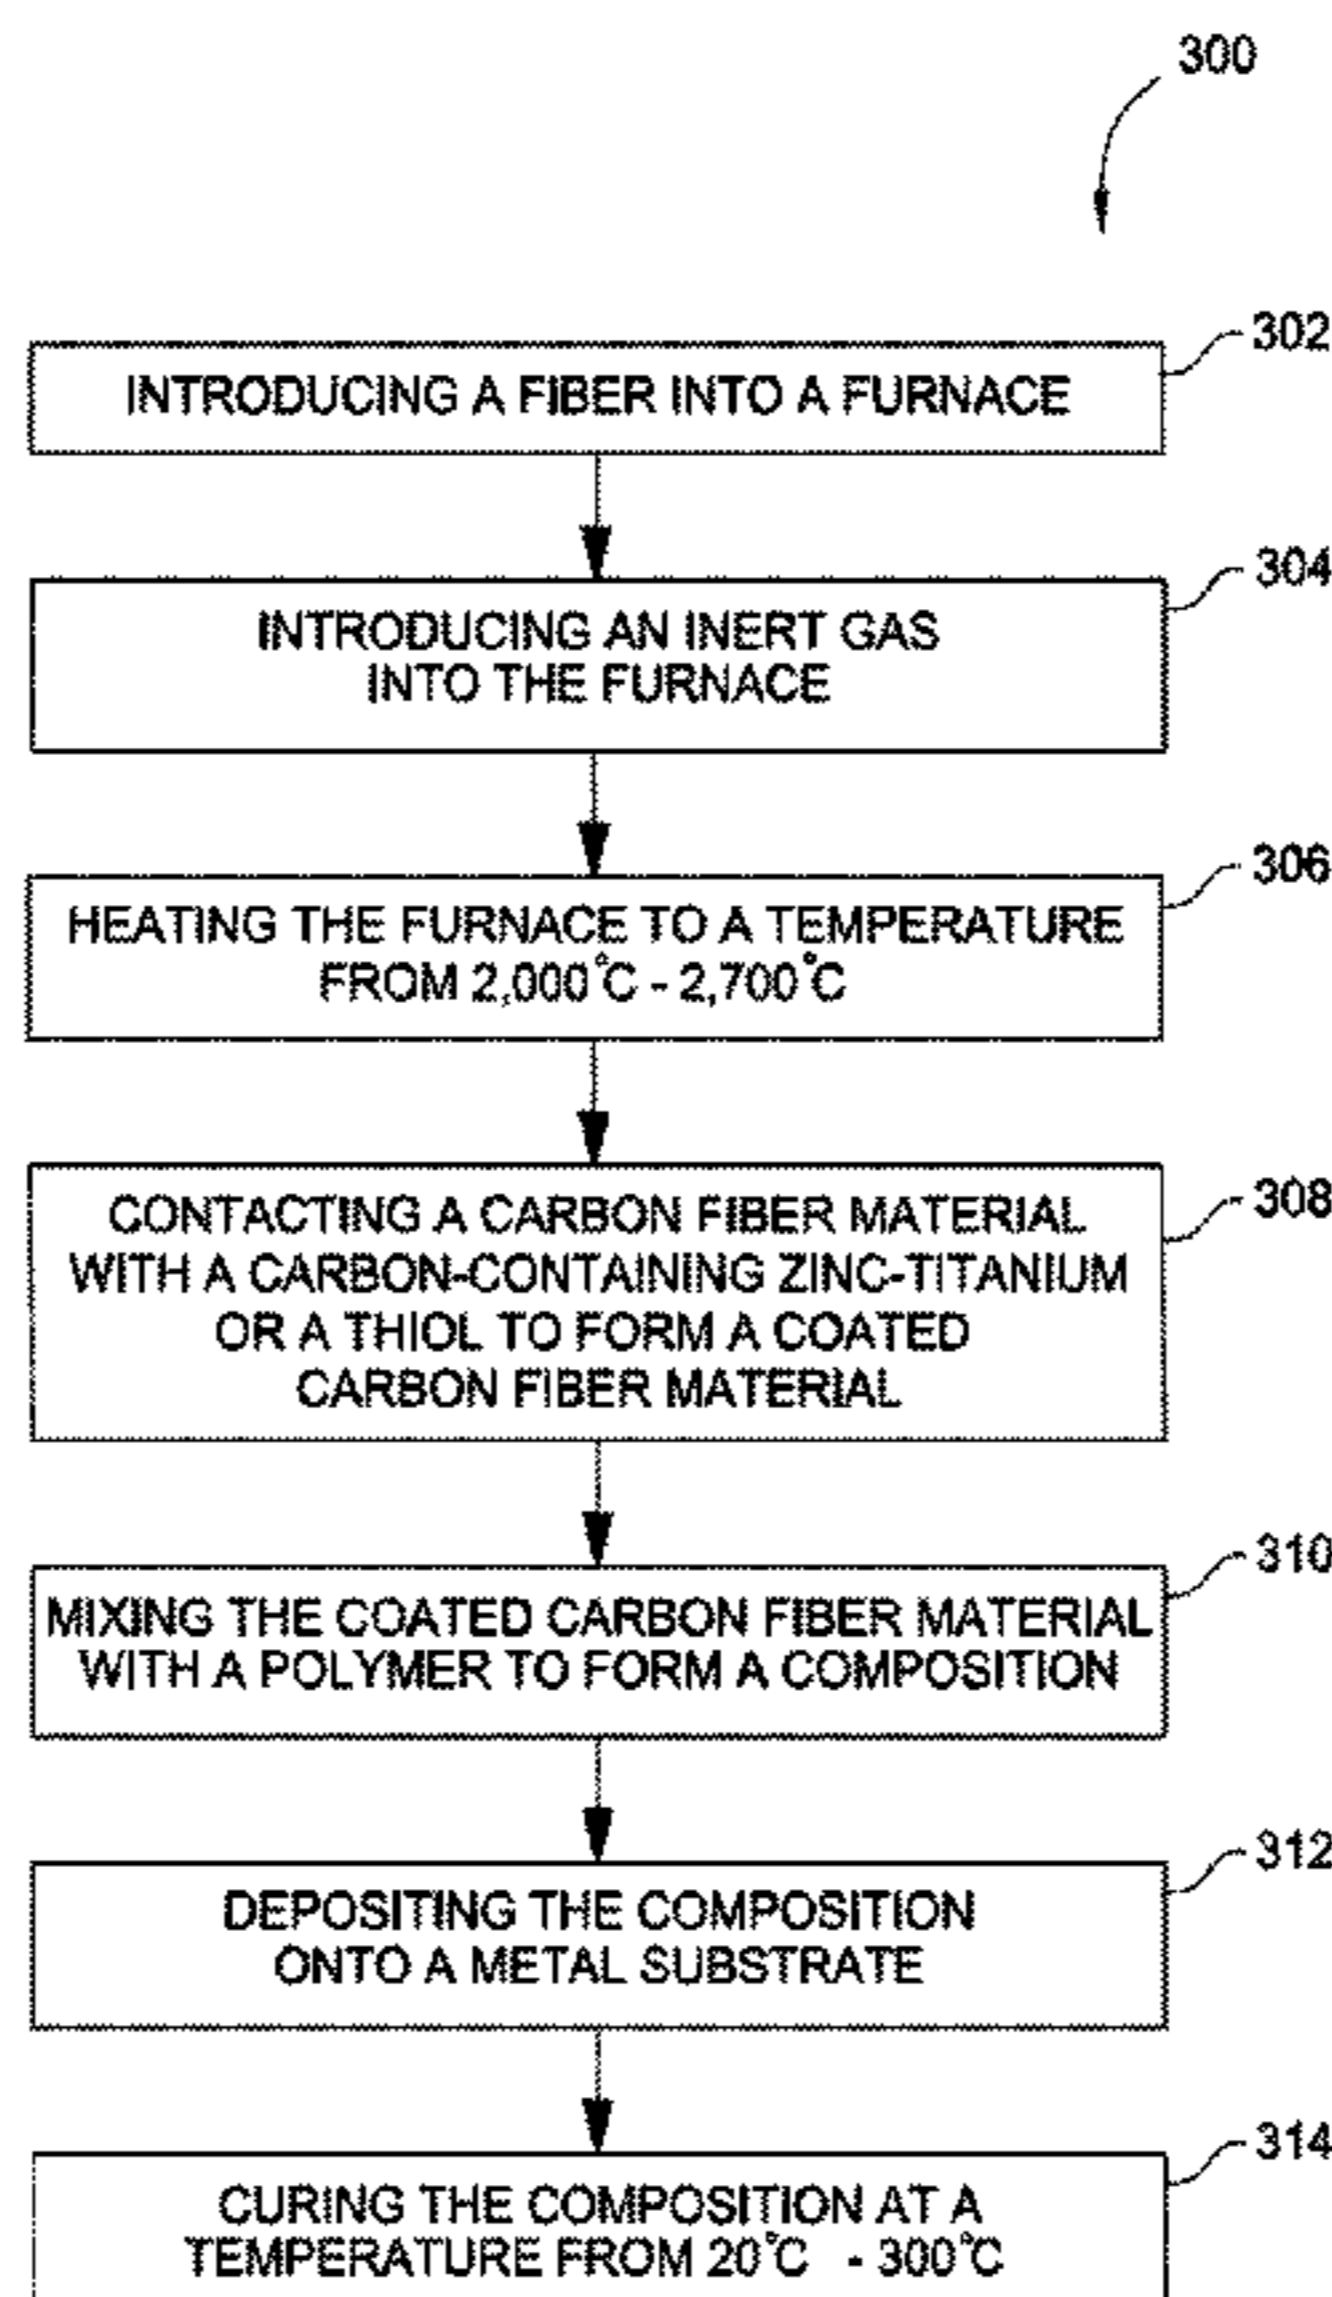 300
302
INTRODUCING A FIBER INTO A FURNACE
304
INTRODUCING AN INERT GAS
INTO THE FURNACE
306
HEATING THE FURNACE TO A TEMPERATURE
FROM 2,000°C - 2,700°C
308
CONTACTING A CARBON FIBER MATERIAL
WITH A CARBON-CONTAINING ZINC-TITANIUM
OR A THIOL TO FORM A COATED
CARBON FIBER MATERIAL
310
MIXING THE COATED CARBON FIBER MATERIAL
WITH A POLYMER TO FORM A COMPOSITION
312
DEPOSITING THE COMPOSITION
ONTO A METAL SUBSTRATE
314
CURING THE COMPOSITION AT A
TEMPERATURE FROM 20°C - 300°C